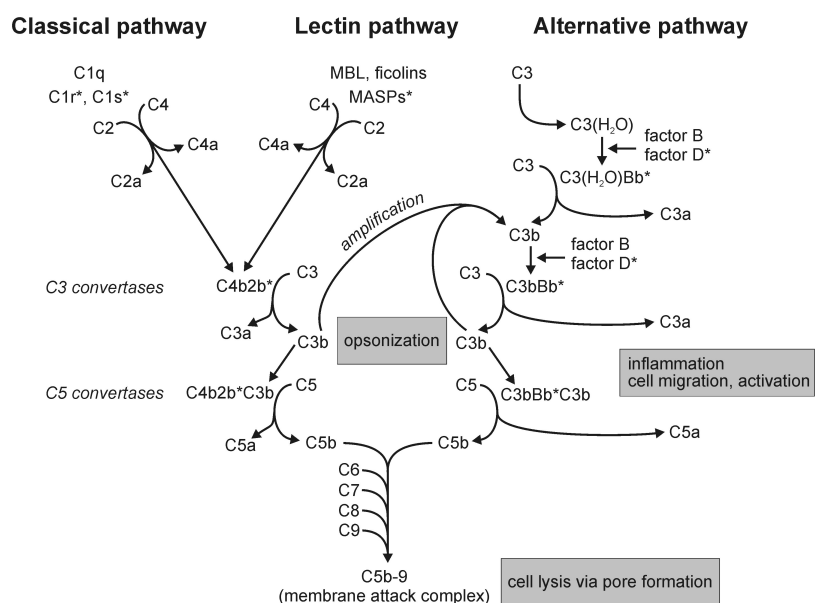 Classical pathway
Lectin pathway
Alternative pathway
C1q
C1r*, C1s*
C4
C2
C4a
C2a
MBL, ficolins
MASPs*
C4
C2
C4a
C2a
C3
C3(H₂O)
factor B
factor D*
C3
C3(H₂O)Bb*
C3a
amplification
C3b
factor B
factor D*
C3 convertases
C4b2b*
C3
C3
C3bBb*
C3a
C3b
opsonization
C3b
C3a
inflammation
cell migration, activation
C5 convertases
C4b2b*C3b
C5
C5
C3bBb*C3b
C5a
C5b
C5b
C5a
C6
C7
C8
C9
C5b-9
(membrane attack complex)
cell lysis via pore formation